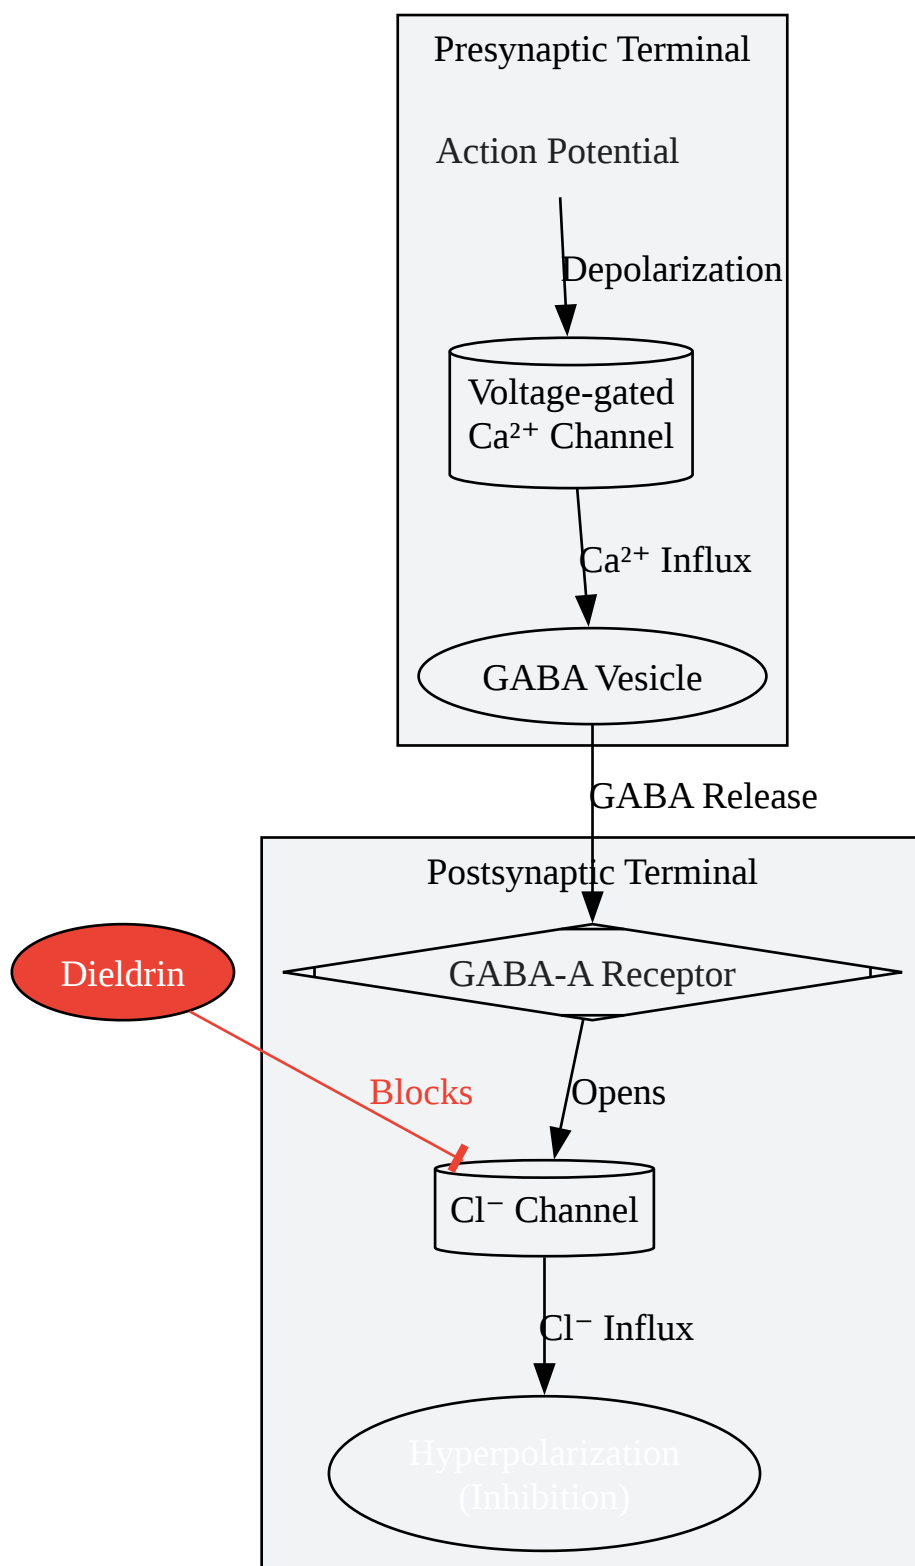 Presynaptic Terminal
Action Potential
Depolarization
Voltage-gated
Ca²⁺ Channel
Ca²⁺ Influx
GABA Vesicle
GABA Release
Postsynaptic Terminal
Dieldrin
GABA-A Receptor
Blocks
Opens
Cl⁻ Channel
Cl⁻ Influx
Hyperpolarization
(Inhibition)